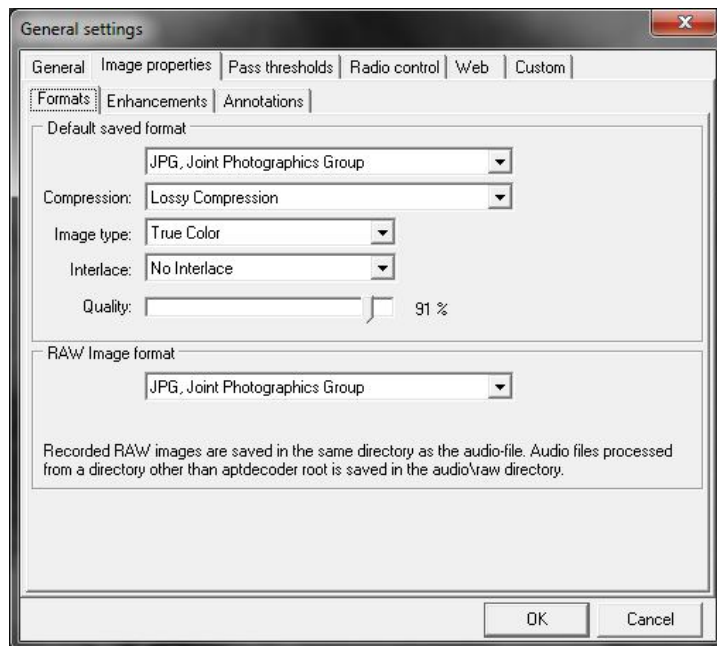 General settings
General Image properties Pass thresholds Radio control Web Custom
Formats Enhancements Annotations
Default saved format
JPG, Joint Photographics Group
Compression: Lossy Compression
Image type: True Color
Interlace: No Interlace
Quality: 91 %
RAW Image format
JPG, Joint Photographics Group
Recorded RAW images are saved in the same directory as the audio-file. Audio files processed
from a directory other than aptdecoder root is saved in the audio\raw directory.
OK Cancel